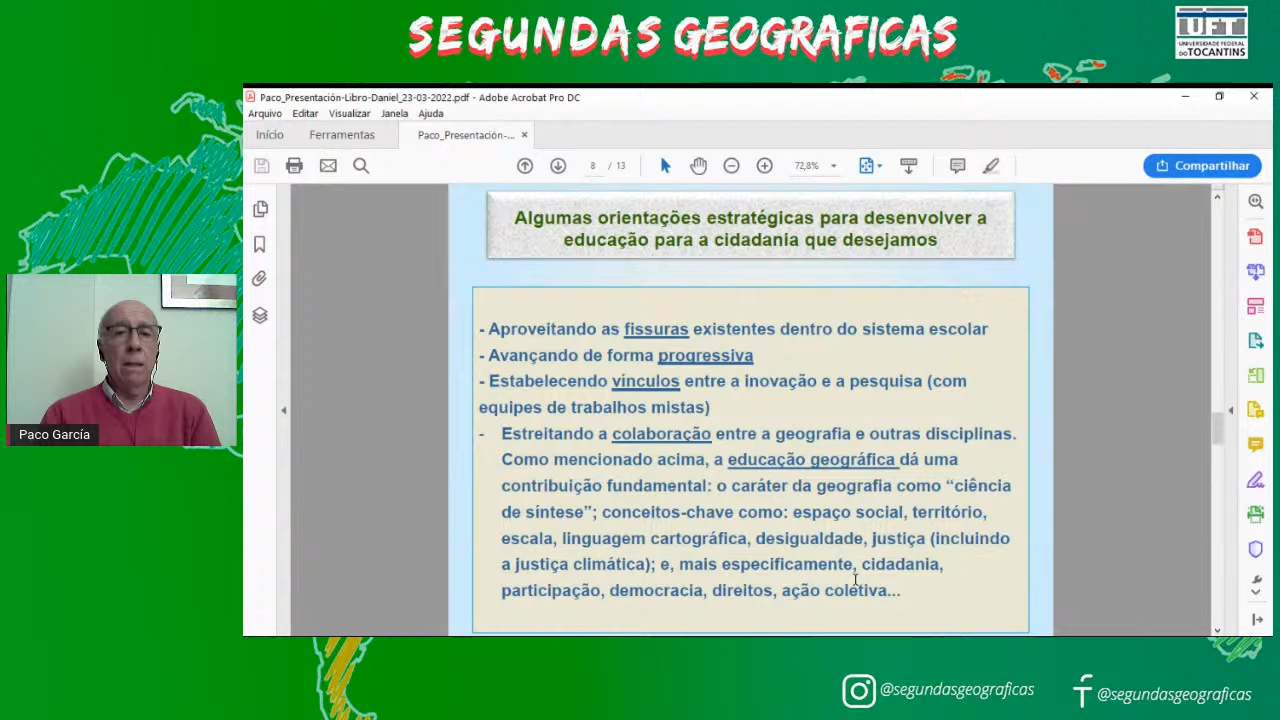 SEGUNDAS GEOGRAFICAS
UFT
UNIVERSIDADE FEDERAL
DO TOCANTINS
Paco_Presentación-Libro-Daniel_23-03-2022.pdf - Adobe Acrobat Pro DC
Arquivo Editar Visualizar Janela Ajuda
Início Ferramentas Paco_Presentación-... ×
8 / 13 72,8% Compartilhar
Algumas orientações estratégicas para desenvolver a
educação para a cidadania que desejamos
- Aproveitando as fissuras existentes dentro do sistema escolar
- Avançando de forma progressiva
- Estabelecendo vínculos entre a inovação e a pesquisa (com
equipes de trabalhos mistas)
- Estreitando a colaboração entre a geografia e outras disciplinas.
Como mencionado acima, a educação geográfica dá uma
contribuição fundamental: o caráter da geografia como “ciência
de síntese”; conceitos-chave como: espaço social, território,
escala, linguagem cartográfica, desigualdade, justiça (incluindo
a justiça climática); e, mais especificamente, cidadania,
participação, democracia, direitos, ação coletiva...
Paco García
@segundasgeograficas
@segundasgeograficas